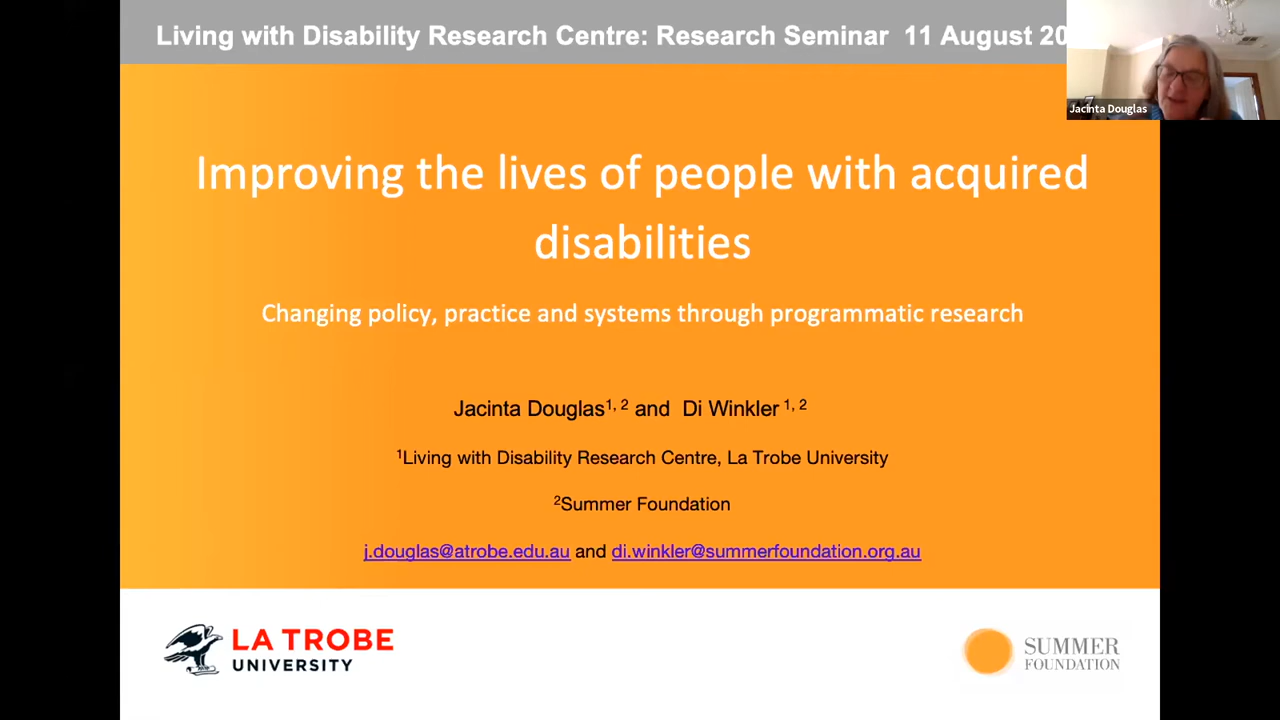 Living with Disability Research Centre: Research Seminar 11 August 20
Jacinta Douglas
Improving the lives of people with acquired
disabilities
Changing policy, practice and systems through programmatic research
Jacinta Douglas1, 2 and Di Winkler 1, 2
1Living with Disability Research Centre, La Trobe University
2Summer Foundation
j.douglas@atrobe.edu.au and di.winkler@summerfoundation.org.au
LA TROBE
UNIVERSITY
SUMMER
FOUNDATION